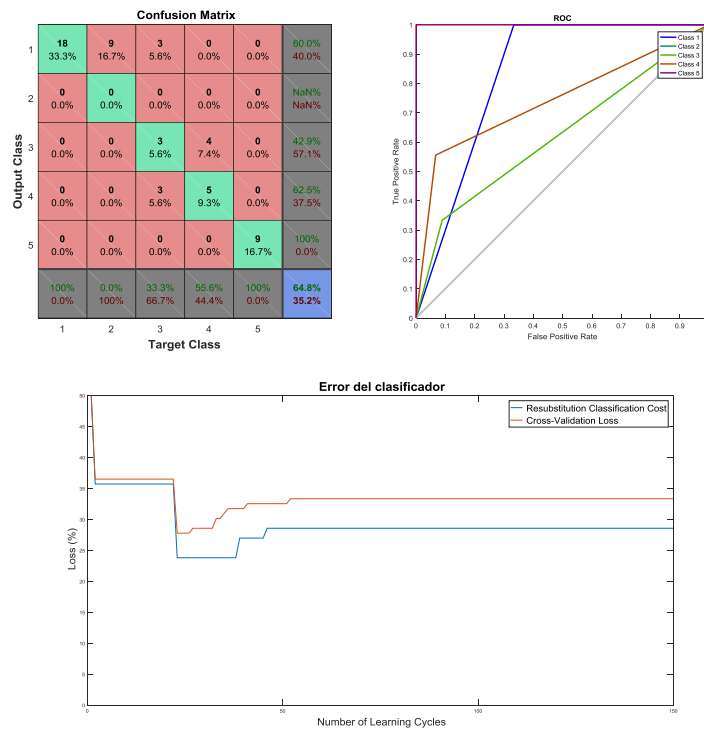 Confusion Matrix
1
18 9 3 0 0 60.0%
33.3% 16.7% 5.6% 0.0% 0.0% 40.0%
2
0 0 0 0 0 NaN%
0.0% 0.0% 0.0% 0.0% 0.0% NaN%
3
0 0 3 4 0 42.9%
0.0% 0.0% 5.6% 7.4% 0.0% 57.1%
4
0 0 3 5 0 62.5%
0.0% 0.0% 5.6% 9.3% 0.0% 37.5%
5
0 0 0 0 9 100%
0.0% 0.0% 0.0% 0.0% 16.7% 0.0%
100% 0.0% 33.3% 55.6% 100% 64.8%
0.0% 100% 66.7% 44.4% 0.0% 35.2%
1 2 3 4 5
Target Class
Output Class
ROC
1
0.9
0.8
0.7
0.6
0.5
0.4
0.3
0.2
0.1
0
0 0.1 0.2 0.3 0.4 0.5 0.6 0.7 0.8 0.9
False Positive Rate
True Positive Rate
Class 1
Class 2
Class 3
Class 4
Class 5
Error del clasificador
Resubstitution Classification Cost
Cross-Validation Loss
50
45
40
35
30
25
20
15
10
5
0
0 50 100 150
Number of Learning Cycles
Loss (%)